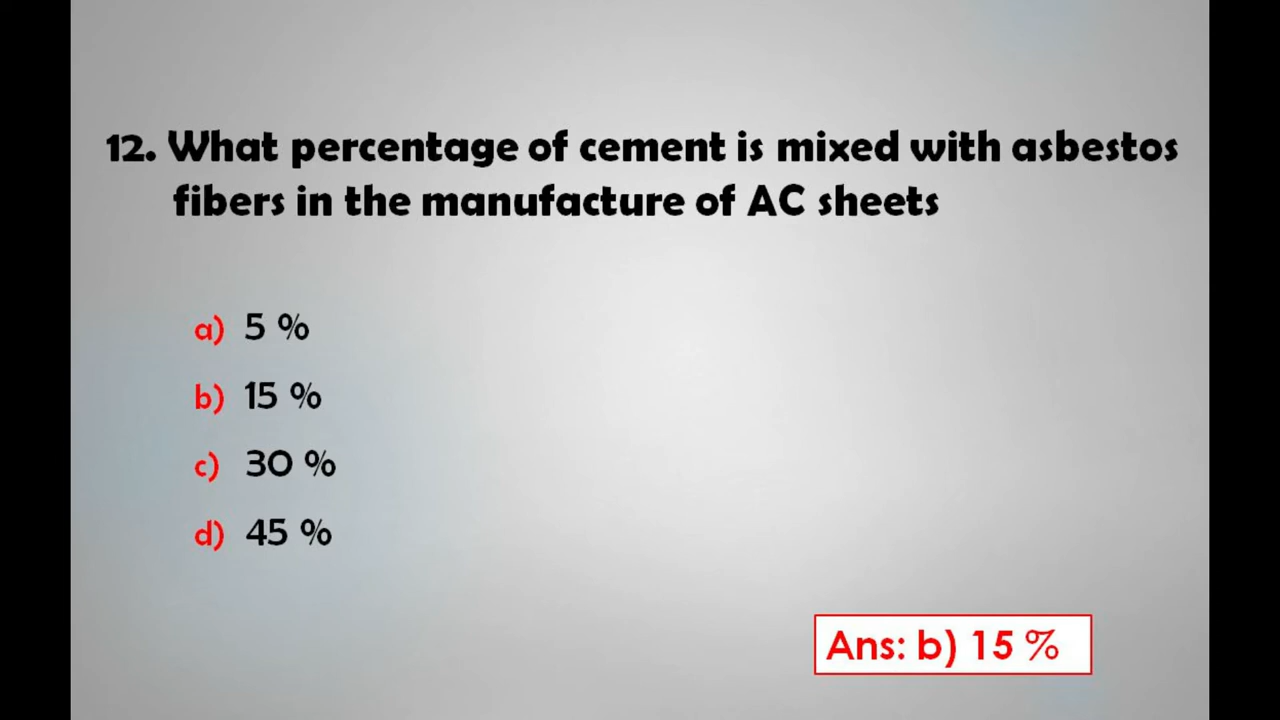 12. What percentage of cement is mixed with asbestos
fibers in the manufacture of AC sheets
a) 5 %
b) 15 %
c) 30 %
d) 45 %
Ans: b) 15 %